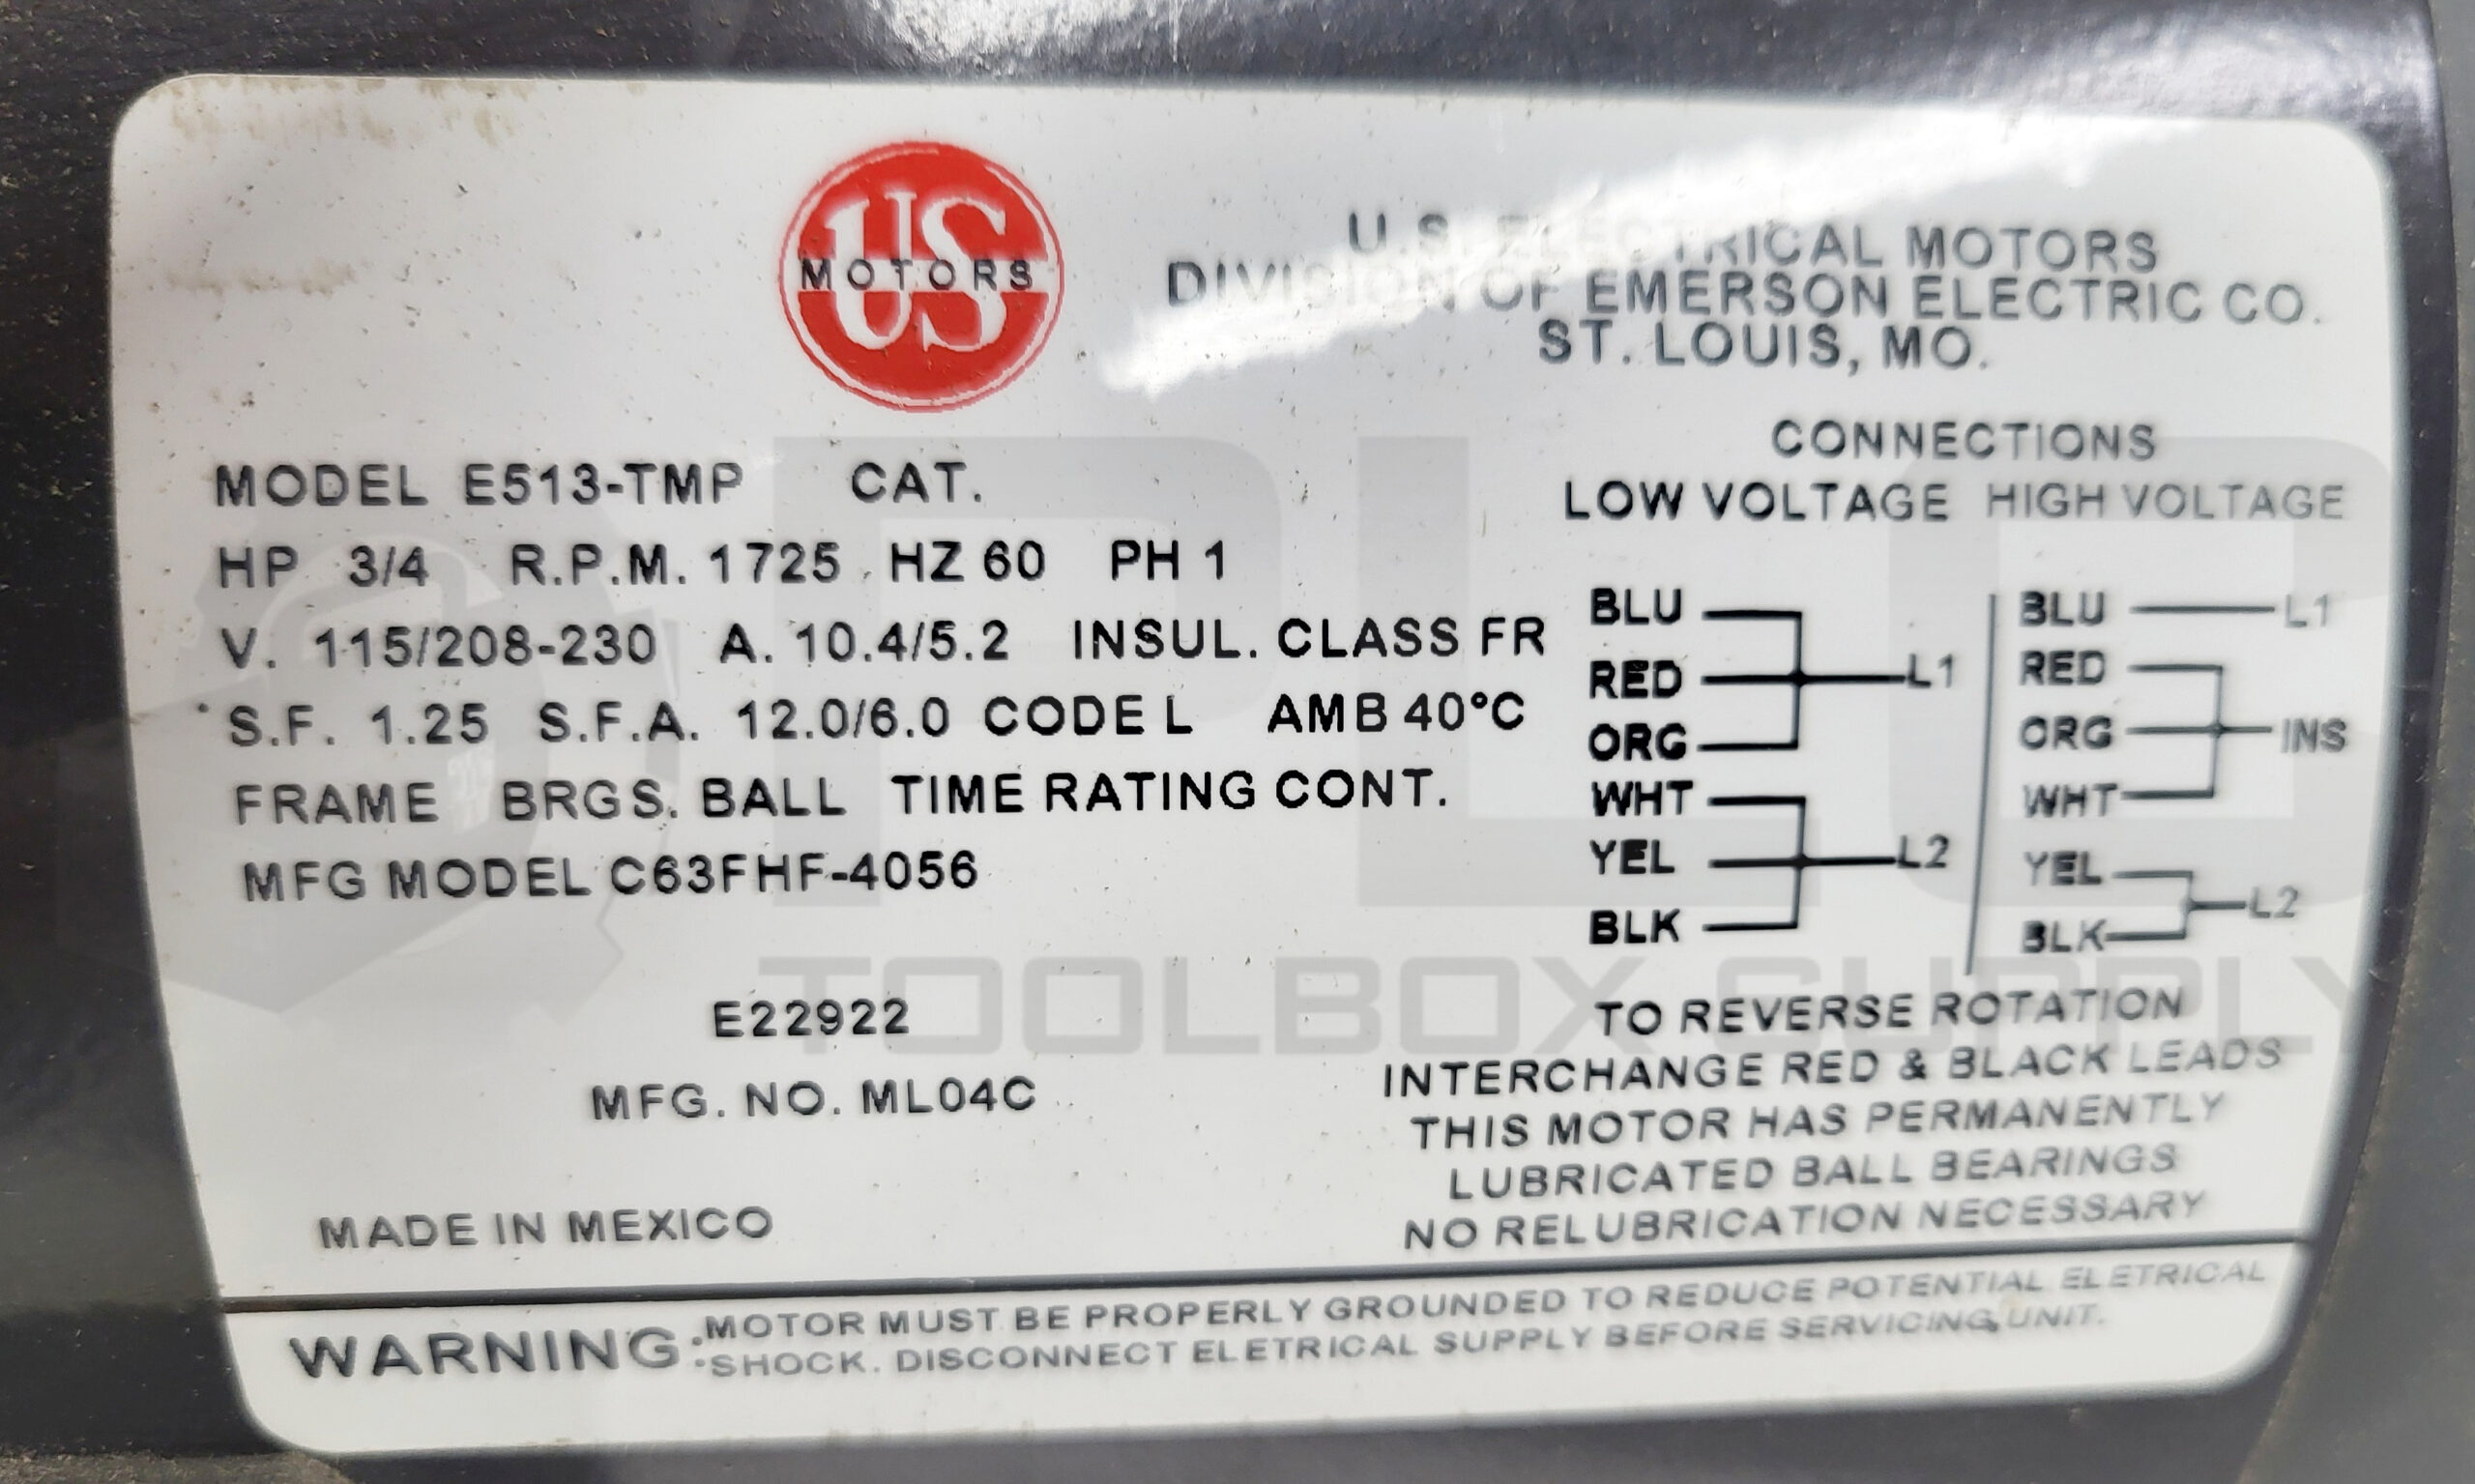 US
MOTORS
U.S. ELECTRICAL MOTORS
DIVISION OF EMERSON ELECTRIC CO.
ST. LOUIS, MO.
MODEL E513-TMP CAT.
HP 3/4 R.P.M. 1725 HZ 60 PH 1
V. 115/208-230 A. 10.4/5.2 INSUL. CLASS FR
S.F. 1.25 S.F.A. 12.0/6.0 CODE L AMB 40°C
FRAME BRGS. BALL TIME RATING CONT.
MFG MODEL C63FHF-4056
E22922
MFG. NO. ML04C
MADE IN MEXICO
CONNECTIONS
LOW VOLTAGE HIGH VOLTAGE
BLU
RED L1
ORG
WHT
YEL L2
BLK
BLU L1
RED
ORG INS
WHT
YEL
BLK L2
TO REVERSE ROTATION
INTERCHANGE RED & BLACK LEADS
THIS MOTOR HAS PERMANENTLY
LUBRICATED BALL BEARINGS
NO RELUBRICATION NECESSARY
WARNING: MOTOR MUST BE PROPERLY GROUNDED TO REDUCE POTENTIAL ELETRICAL
SHOCK. DISCONNECT ELETRICAL SUPPLY BEFORE SERVICING UNIT.
PLC
TOOLBOX SUPPLY